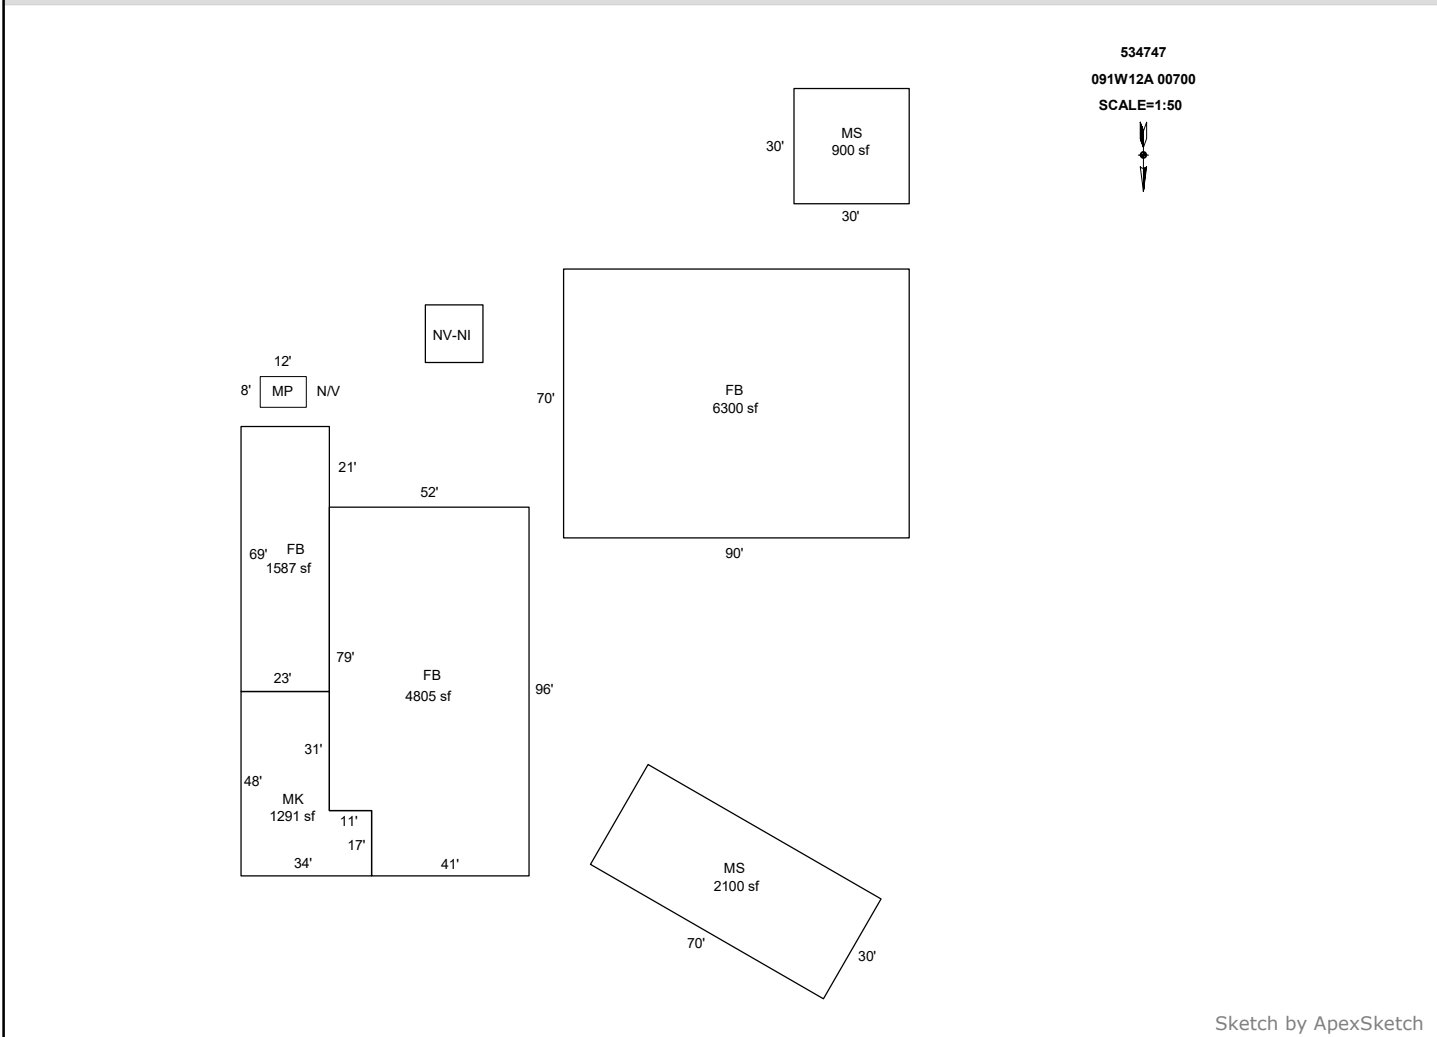 534747
091W12A 00700
SCALE=1:50
MS
30'
900 sf
30'
NV-NI
12'
8'
MP
N/V
70'
FB
6300 sf
21'
52'
90'
69'
FB
1587 sf
79'
23'
FB
4805 sf
96'
31'
48'
MK
1291 sf
11'
17'
34'
41'
MS
2100 sf
70'
30'
Sketch by ApexSketch